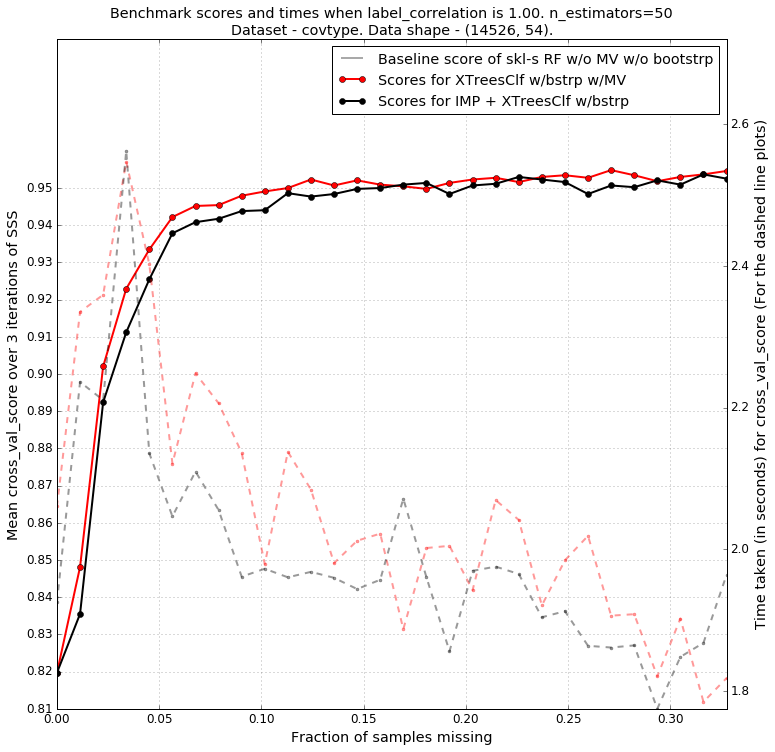 Benchmark scores and times when label_correlation is 1.00. n_estimators=50
Dataset - covtype. Data shape - (14526, 54).
Baseline score of skl-s RF w/o MV w/o bootstrp
Scores for XTreesClf w/bstrp w/MV
Scores for IMP + XTreesClf w/bstrp
Mean cross_val_score over 3 iterations of SSS
0.95
0.94
0.93
0.92
0.91
0.90
0.89
0.88
0.87
0.86
0.85
0.84
0.83
0.82
0.81
2.6
2.4
2.2
2.0
1.8
Time taken (in seconds) for cross_val_score (For the dashed line plots)
0.00 0.05 0.10 0.15 0.20 0.25 0.30
Fraction of samples missing